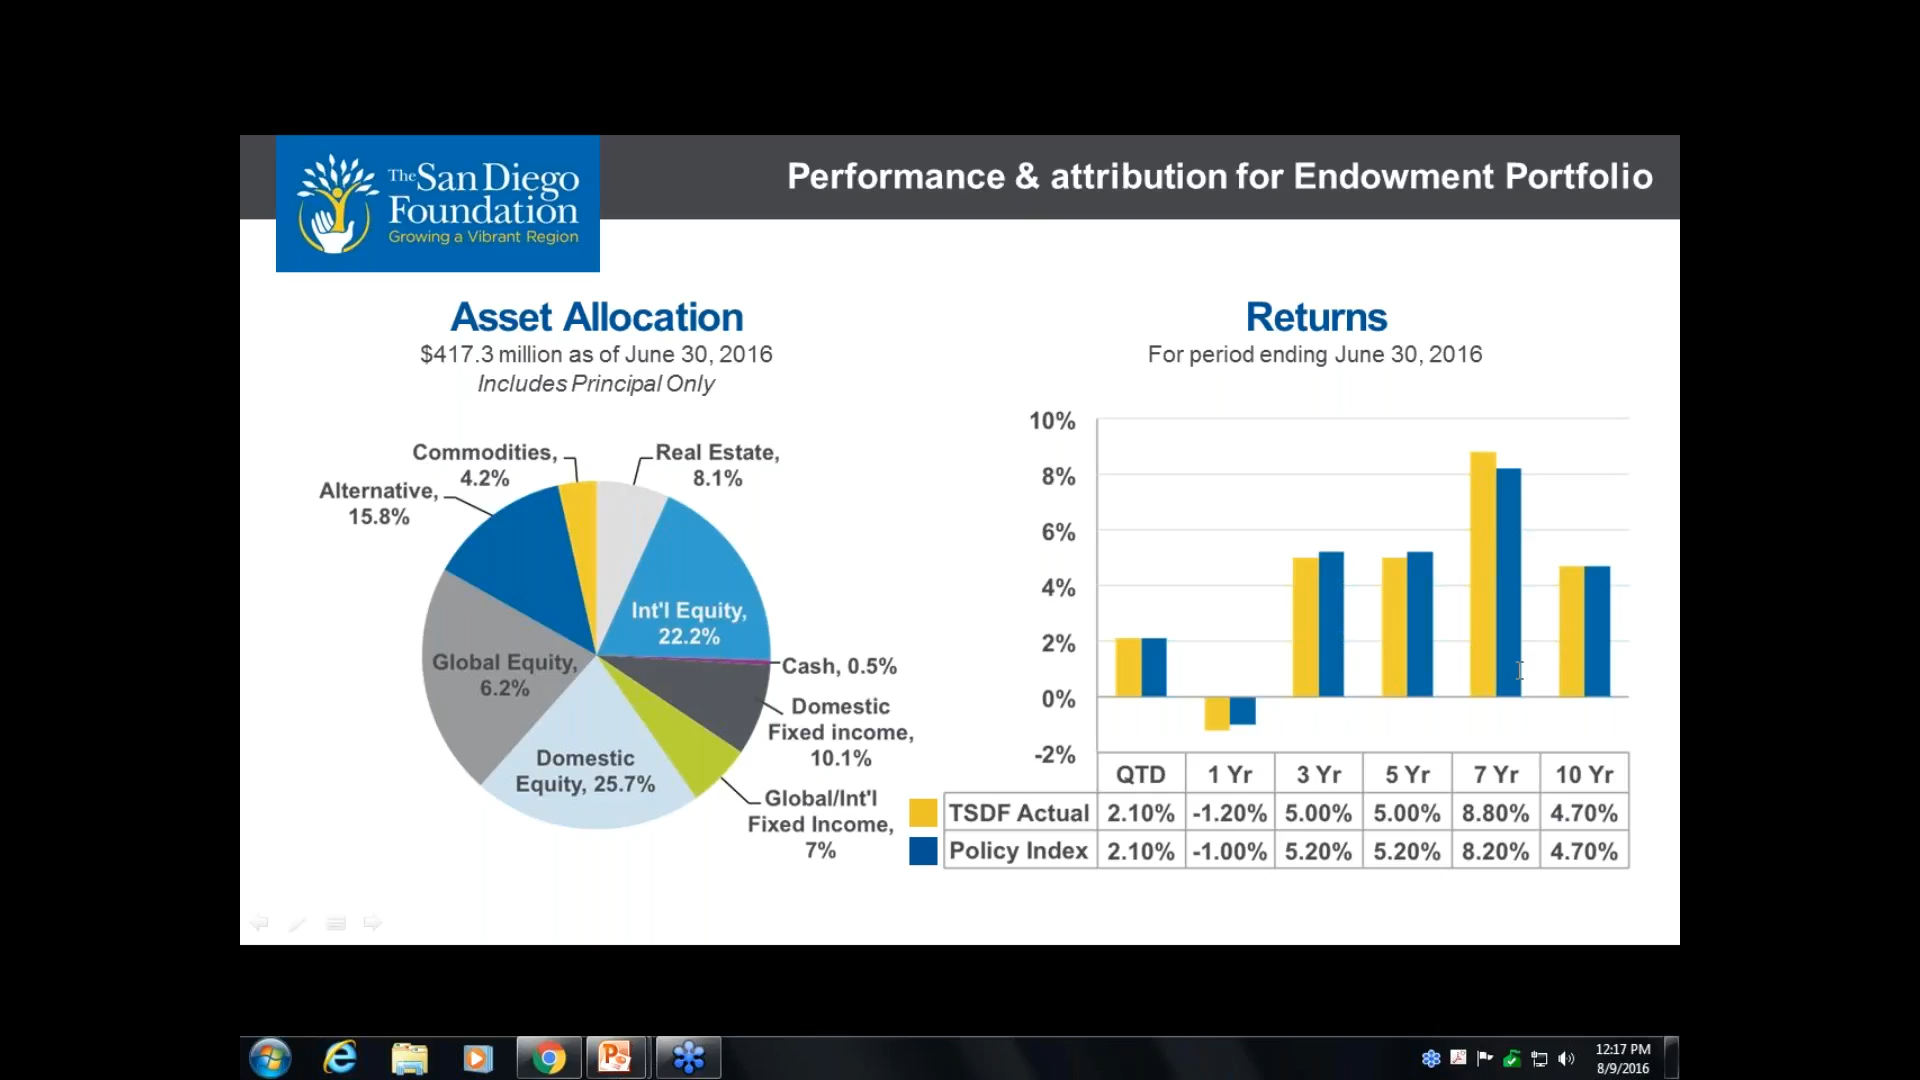 The San Diego
Foundation
Growing a Vibrant Region
Performance & attribution for Endowment Portfolio
Asset Allocation
$417.3 million as of June 30, 2016
Includes Principal Only
Commodities,
4.2%
Real Estate,
8.1%
Alternative,
15.8%
Int'l Equity,
22.2%
Global Equity,
6.2%
Cash, 0.5%
Domestic
Fixed income,
10.1%
Domestic
Equity, 25.7%
Global/Int'l
Fixed Income,
7%
Returns
For period ending June 30, 2016
10%
8%
6%
4%
2%
0%
-2%
QTD 1 Yr 3 Yr 5 Yr 7 Yr 10 Yr
TSDF Actual 2.10% -1.20% 5.00% 5.00% 8.80% 4.70%
Policy Index 2.10% -1.00% 5.20% 5.20% 8.20% 4.70%
12:17 PM
8/9/2016